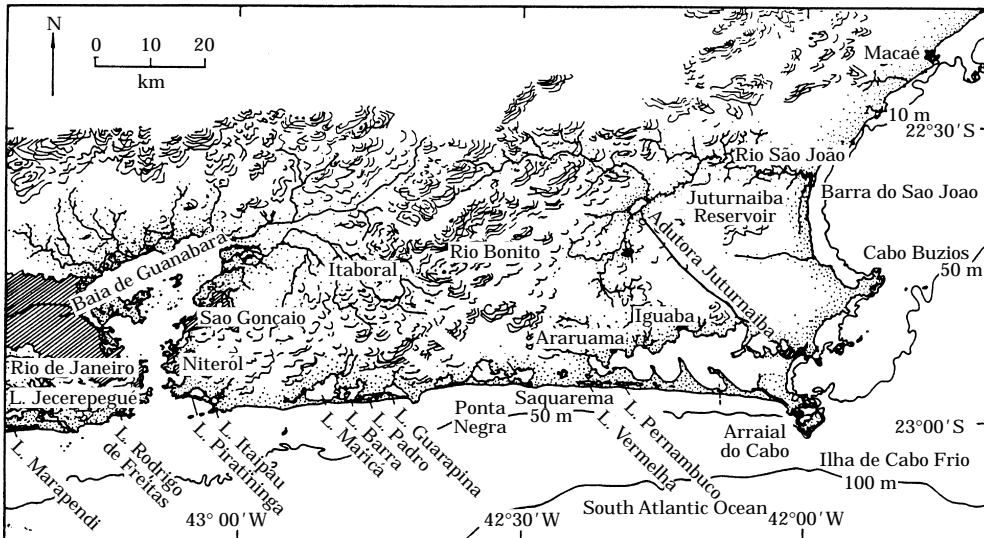 N
0 10 20
km
Macaé
10 m
22°30′S
Rio São João
Barra do Sao Joao
Juturnaiba
Reservoir
Adutora Juturnaiba
Cabo Buzios
50 m
Baia de Guanabara
Itaboral
Rio Bonito
Sao Gonçaio
Iguaba
Araruama
Rio de Janeiro
Niterol
L. Jecerepegué
Saquarema
Ponta
Negra
50 m
Arraial
do Cabo
23°00′S
Ilha de Cabo Frio
100 m
South Atlantic Ocean
L. Marapendi
L. Rodrigo
de Freitas
L. Piratininga
L. Itaipău
L. Maitcá
L. Barra
L. Padro
L. Guarapina
L. Vermelha
L. Pernambuco
43°00′W
42°30′W
42°00′W